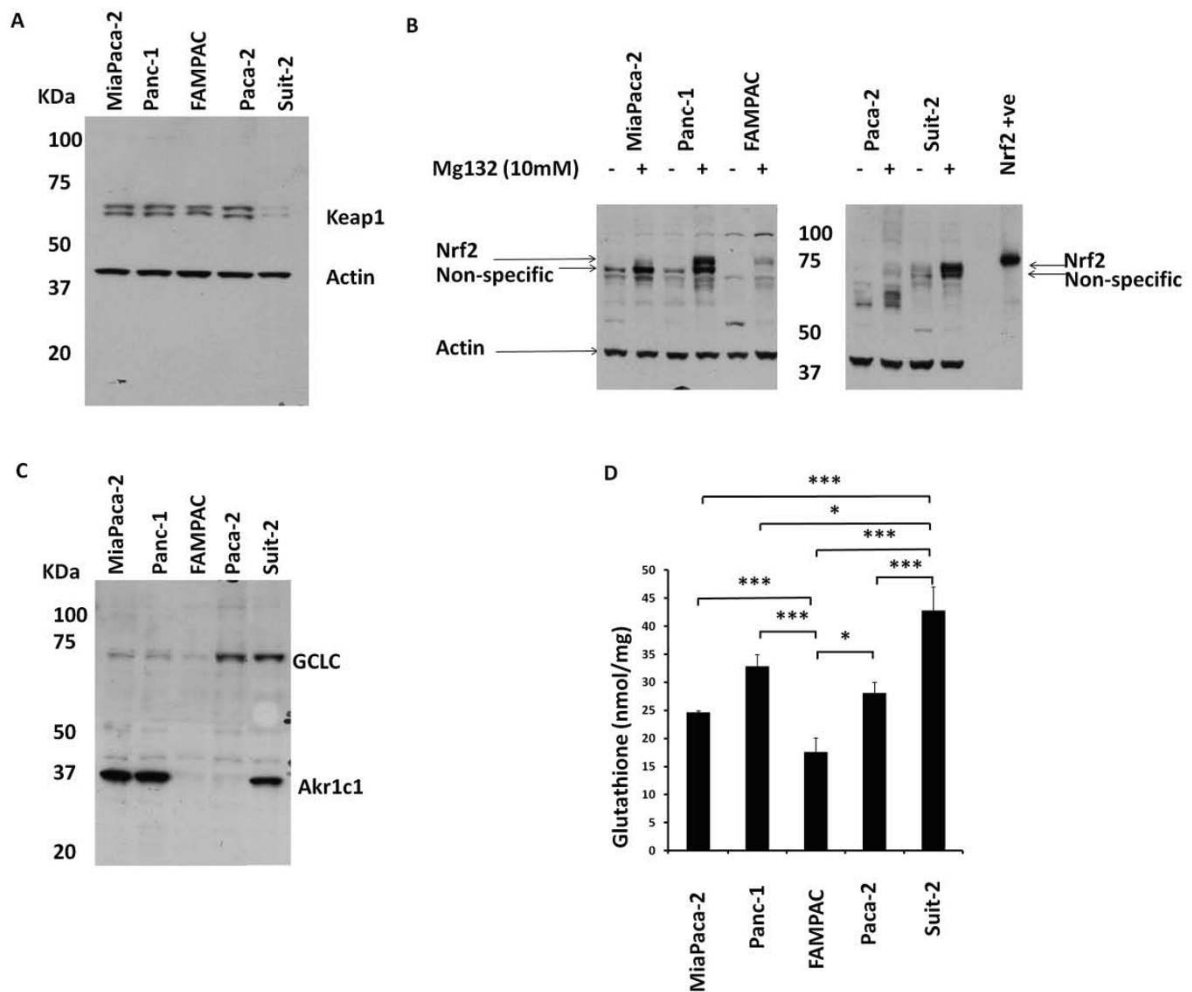 A
MiaPaca-2
Panc-1
FAMPAC
Paca-2
Suit-2
KDa
100
75
50
37
20
Keap1
Actin
B
MiaPaca-2
Panc-1
FAMPAC
Paca-2
Suit-2
Nrf2 +ve
Mg132 (10mM)
- + - + - +
- + - +
Nrf2
Non-specific
Actin
100
75
50
37
Nrf2
Non-specific
C
MiaPaca-2
Panc-1
FAMPAC
Paca-2
Suit-2
KDa
100
75
50
37
20
GCLC
Akr1c1
D
***
*
***
***
***
***
*
Glutathione (nmol/mg)
50
45
40
35
30
25
20
15
10
5
0
MiaPaca-2
Panc-1
FAMPAC
Paca-2
Suit-2